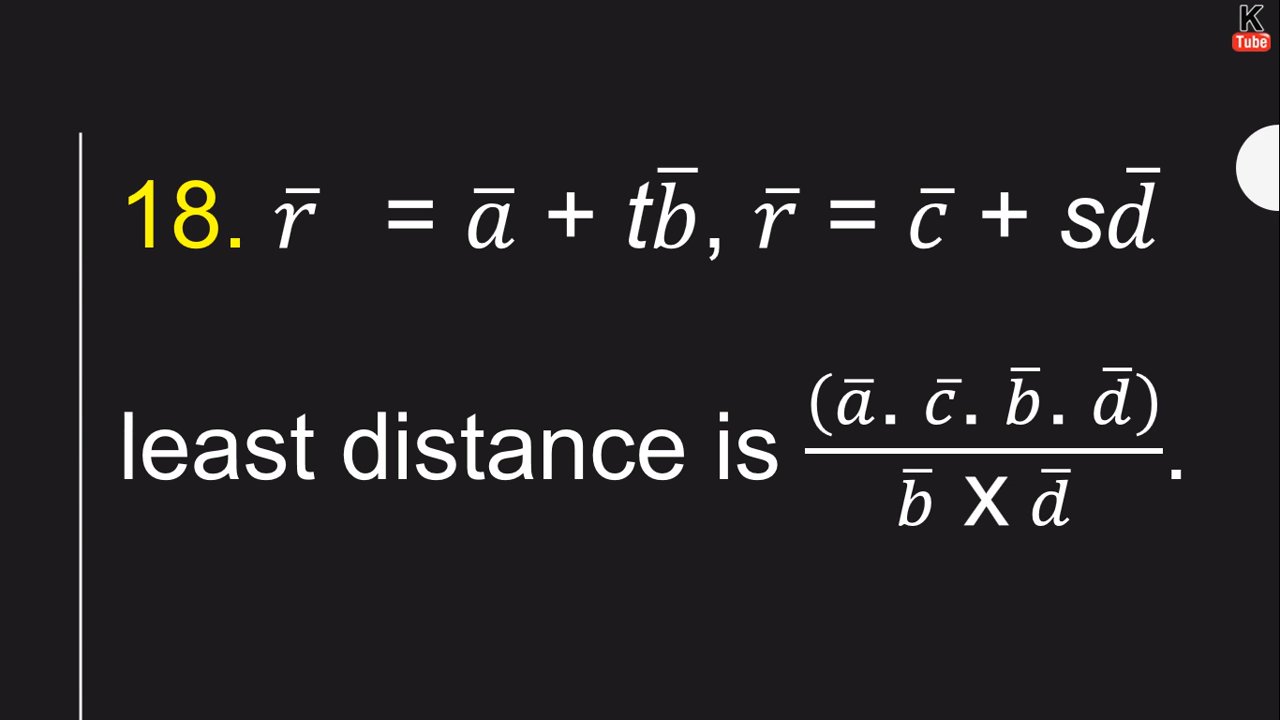 K
Tube
18. r̄ = ā + tb̄, r̄ = c̄ + sd̄
least distance is (ā. c̄. b̄. d̄) / b̄ x d̄ .